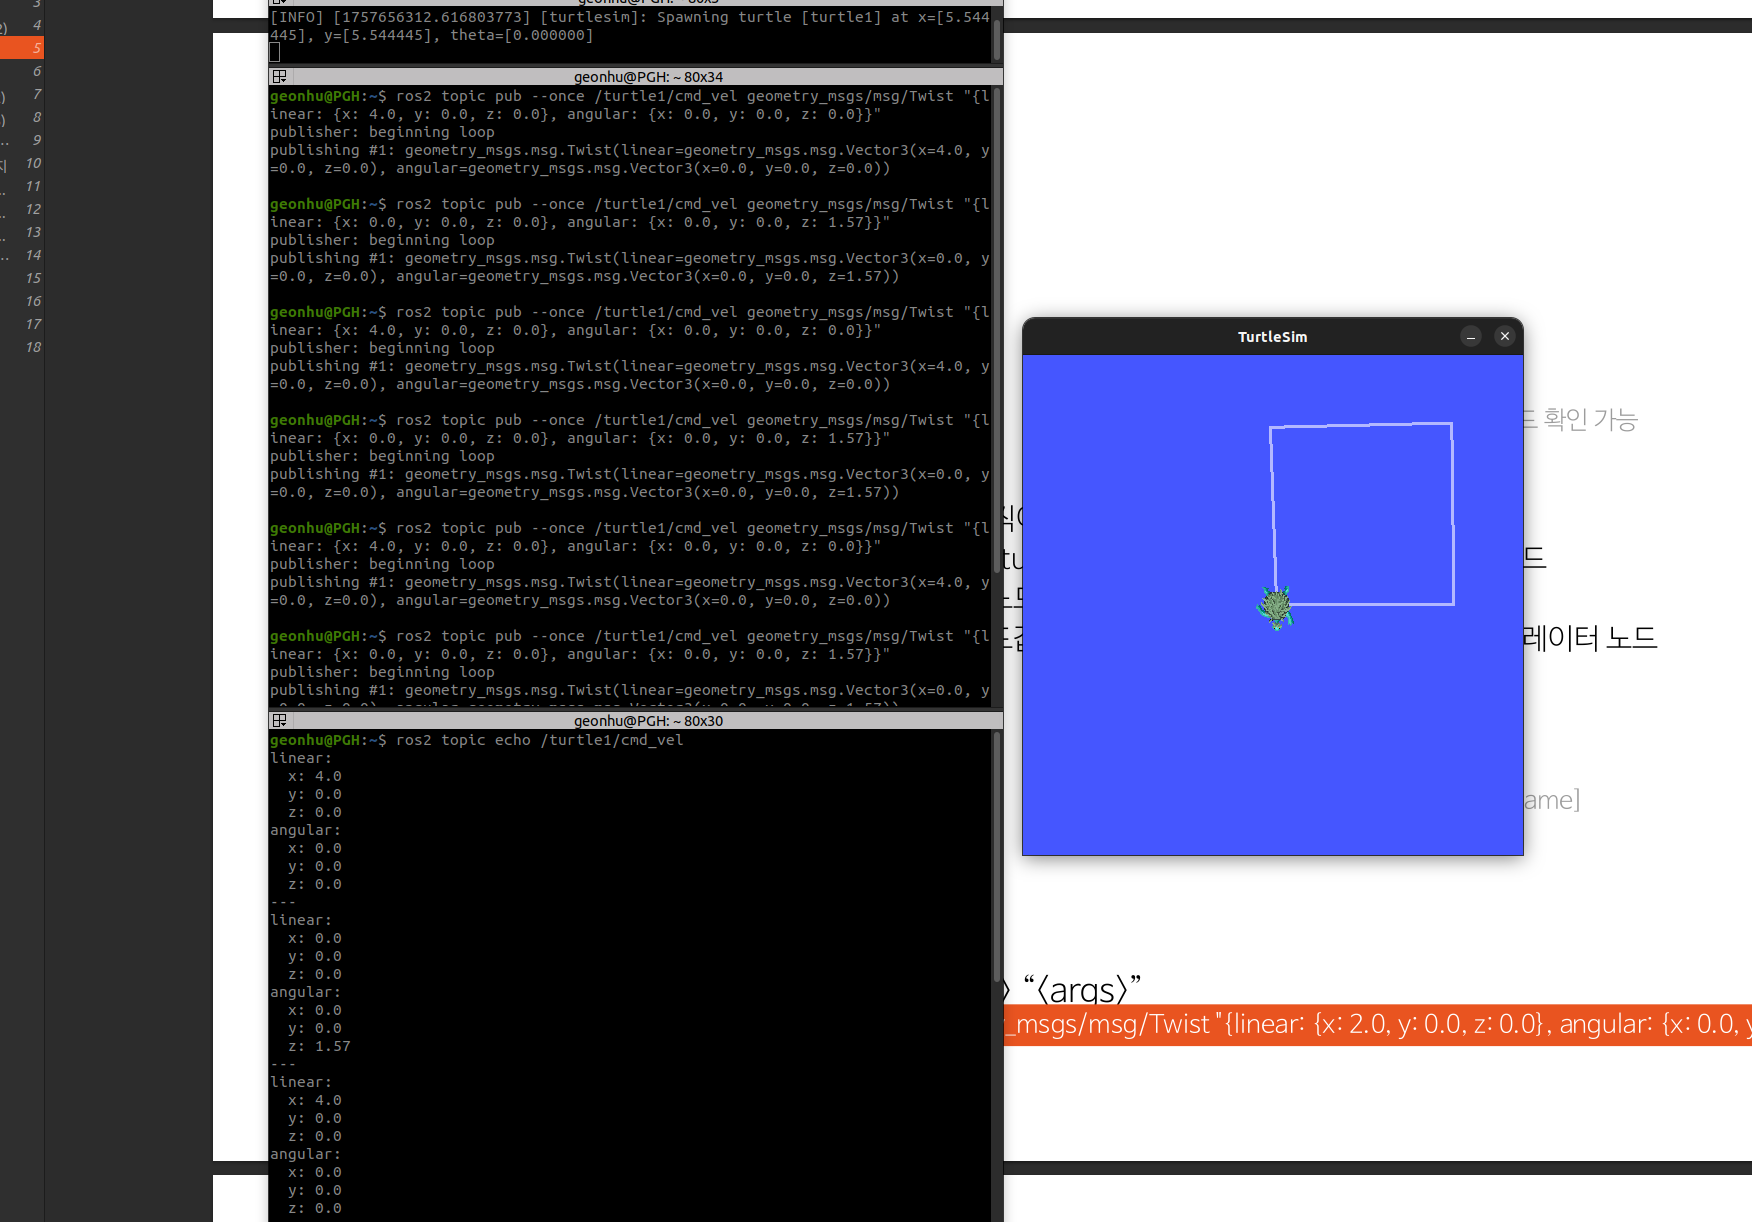 3
4
5
6
7
8
9
10
11
12
13
14
15
16
17
18
geonhu@PGH: ~ 80x5
[INFO] [1757656312.616803773] [turtlesim]: Spawning turtle [turtle1] at x=[5.544
445], y=[5.544445], theta=[0.000000]
geonhu@PGH: ~ 80x34
geonhu@PGH:~$ ros2 topic pub --once /turtle1/cmd_vel geometry_msgs/msg/Twist "{l
inear: {x: 4.0, y: 0.0, z: 0.0}, angular: {x: 0.0, y: 0.0, z: 0.0}}"
publisher: beginning loop
publishing #1: geometry_msgs.msg.Twist(linear=geometry_msgs.msg.Vector3(x=4.0, y
=0.0, z=0.0), angular=geometry_msgs.msg.Vector3(x=0.0, y=0.0, z=0.0))
geonhu@PGH:~$ ros2 topic pub --once /turtle1/cmd_vel geometry_msgs/msg/Twist "{l
inear: {x: 0.0, y: 0.0, z: 0.0}, angular: {x: 0.0, y: 0.0, z: 1.57}}"
publisher: beginning loop
publishing #1: geometry_msgs.msg.Twist(linear=geometry_msgs.msg.Vector3(x=0.0, y
=0.0, z=0.0), angular=geometry_msgs.msg.Vector3(x=0.0, y=0.0, z=1.57))
geonhu@PGH:~$ ros2 topic pub --once /turtle1/cmd_vel geometry_msgs/msg/Twist "{l
inear: {x: 4.0, y: 0.0, z: 0.0}, angular: {x: 0.0, y: 0.0, z: 0.0}}"
publisher: beginning loop
publishing #1: geometry_msgs.msg.Twist(linear=geometry_msgs.msg.Vector3(x=4.0, y
=0.0, z=0.0), angular=geometry_msgs.msg.Vector3(x=0.0, y=0.0, z=0.0))
geonhu@PGH:~$ ros2 topic pub --once /turtle1/cmd_vel geometry_msgs/msg/Twist "{l
inear: {x: 0.0, y: 0.0, z: 0.0}, angular: {x: 0.0, y: 0.0, z: 1.57}}"
publisher: beginning loop
publishing #1: geometry_msgs.msg.Twist(linear=geometry_msgs.msg.Vector3(x=0.0, y
=0.0, z=0.0), angular=geometry_msgs.msg.Vector3(x=0.0, y=0.0, z=1.57))
geonhu@PGH:~$ ros2 topic pub --once /turtle1/cmd_vel geometry_msgs/msg/Twist "{l
inear: {x: 4.0, y: 0.0, z: 0.0}, angular: {x: 0.0, y: 0.0, z: 0.0}}"
publisher: beginning loop
publishing #1: geometry_msgs.msg.Twist(linear=geometry_msgs.msg.Vector3(x=4.0, y
=0.0, z=0.0), angular=geometry_msgs.msg.Vector3(x=0.0, y=0.0, z=0.0))
geonhu@PGH:~$ ros2 topic pub --once /turtle1/cmd_vel geometry_msgs/msg/Twist "{l
inear: {x: 0.0, y: 0.0, z: 0.0}, angular: {x: 0.0, y: 0.0, z: 1.57}}"
publisher: beginning loop
publishing #1: geometry_msgs.msg.Twist(linear=geometry_msgs.msg.Vector3(x=0.0, y
geonhu@PGH: ~ 80x30
geonhu@PGH:~$ ros2 topic echo /turtle1/cmd_vel
linear:
x: 4.0
y: 0.0
z: 0.0
angular:
x: 0.0
y: 0.0
z: 0.0
---
linear:
x: 0.0
y: 0.0
z: 0.0
angular:
x: 0.0
y: 0.0
z: 1.57
---
linear:
x: 4.0
y: 0.0
z: 0.0
angular:
x: 0.0
y: 0.0
z: 0.0
TurtleSim
확인 가능
드
레이터 노드
ame]
“〈args〉”
_msgs/msg/Twist "{linear: {x: 2.0, y: 0.0, z: 0.0}, angular: {x: 0.0, y